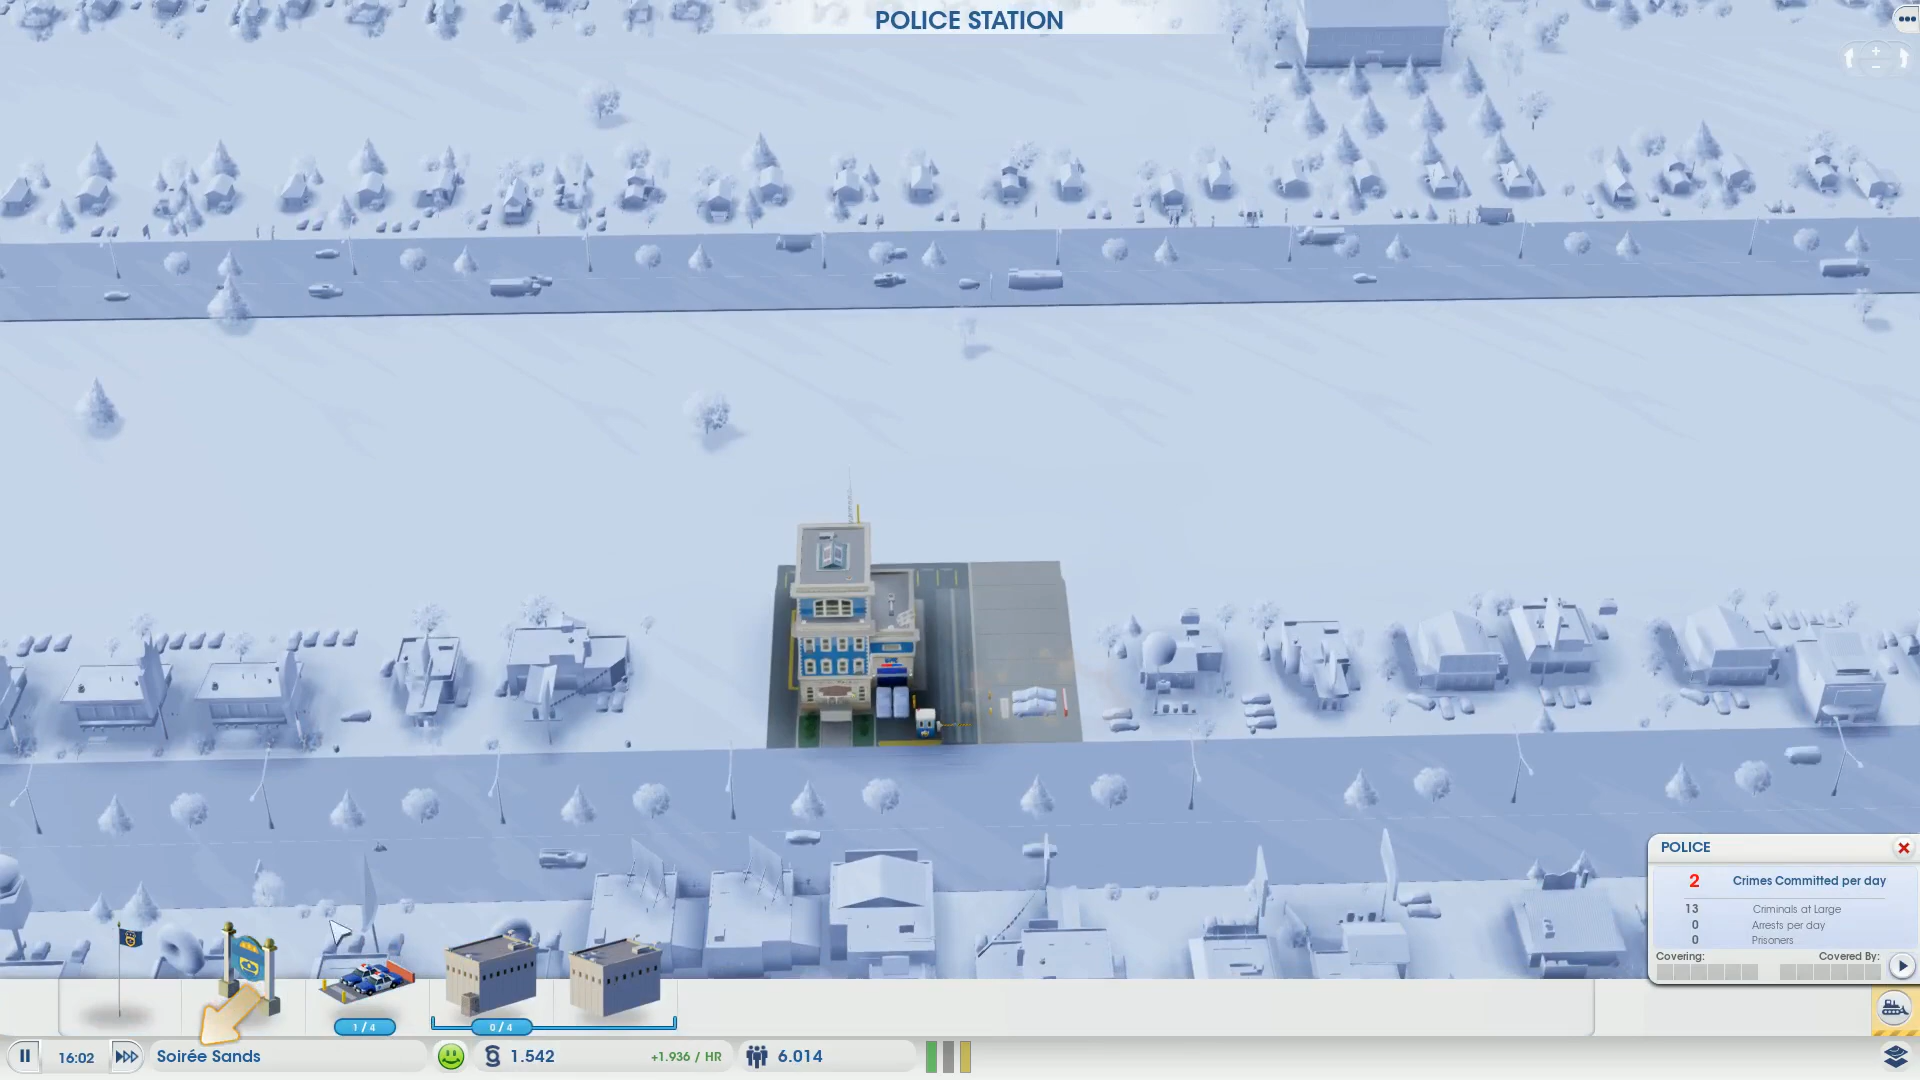 POLICE STATION
POLICE
2 Crimes Committed per day
13 Criminals at Large
0 Arrests per day
0 Prisoners
Covering: Covered By:
1 / 4
0 / 4
16:02
Soirée Sands
1.542
+1.936 / HR
6.014